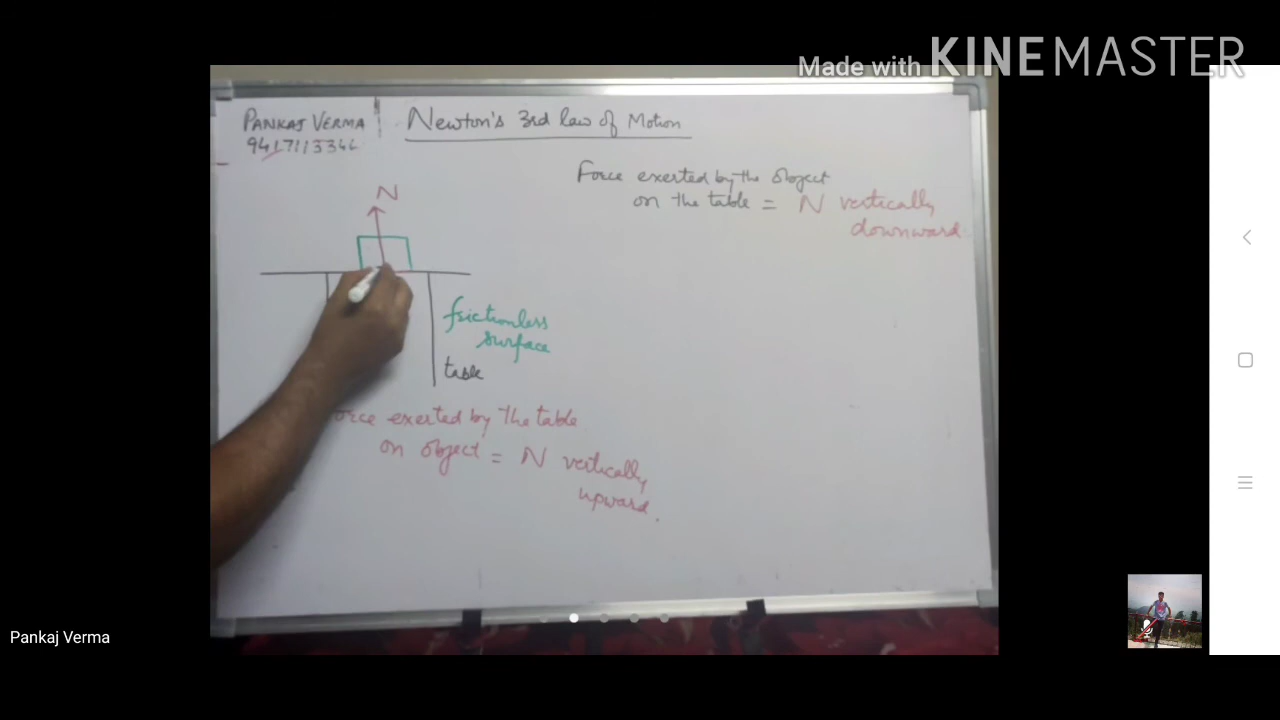 Made with KINEMASTER
PANKAJ VERMA
Newton's 3rd law of Motion
Force exerted by the object
on the table = N vertically
downward
N
frictionless
surface
table
orce exerted by the table
on object = N vertically
upward.
Pankaj Verma